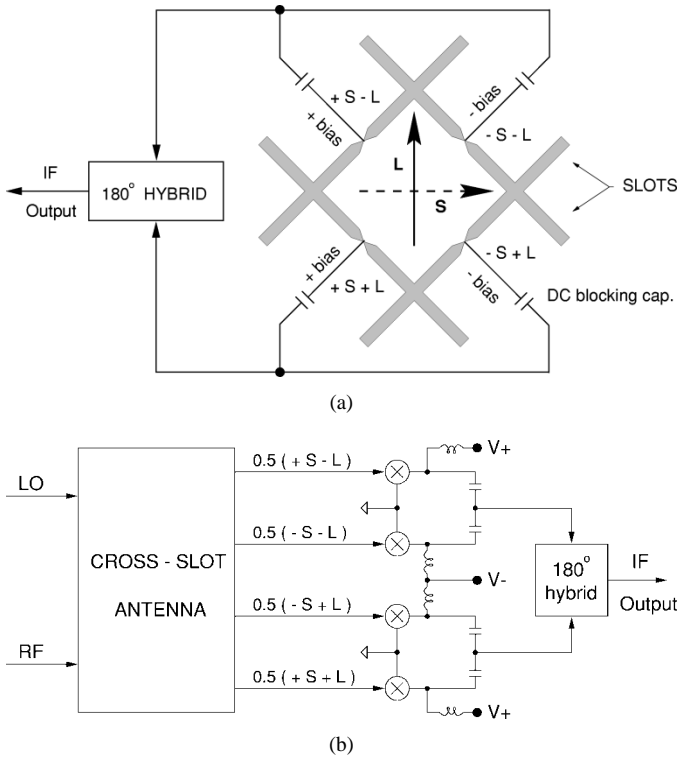 + S - L
+ bias
- bias
- S - L
L
S
IF
Output
180° HYBRID
SLOTS
+ bias
+ S + L
- S + L
- bias
DC blocking cap.
(a)
LO
RF
CROSS - SLOT
ANTENNA
0.5 ( + S - L )
0.5 ( - S - L )
0.5 ( - S + L )
0.5 ( + S + L )
V+
V-
V+
180°
hybrid
IF
Output
(b)